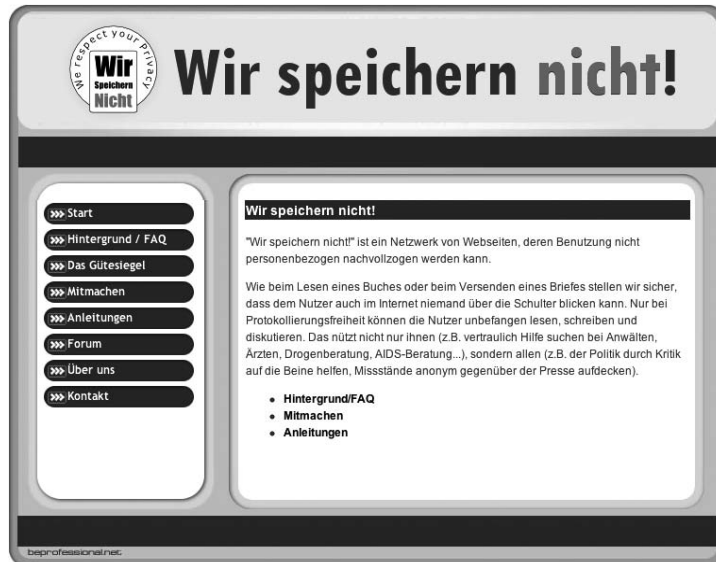 We respect your Privacy
Wir
Speichern
Nicht
Wir speichern nicht!
Start
Hintergrund / FAQ
Das Gütesiegel
Mitmachen
Anleitungen
Forum
Über uns
Kontakt
Wir speichern nicht!
"Wir speichern nicht!" ist ein Netzwerk von Webseiten, deren Benutzung nicht
personenbezogen nachvollzogen werden kann.
Wie beim Lesen eines Buches oder beim Versenden eines Briefes stellen wir sicher,
dass dem Nutzer auch im Internet niemand über die Schulter blicken kann. Nur bei
Protokollierungsfreiheit können die Nutzer unbefangen lesen, schreiben und
diskutieren. Das nützt nicht nur ihnen (z.B. vertraulich Hilfe suchen bei Anwälten,
Ärzten, Drogenberatung, AIDS-Beratung...), sondern allen (z.B. der Politik durch Kritik
auf die Beine helfen, Missstände anonym gegenüber der Presse aufdecken).
Hintergrund/FAQ
Mitmachen
Anleitungen
beprofessional.net